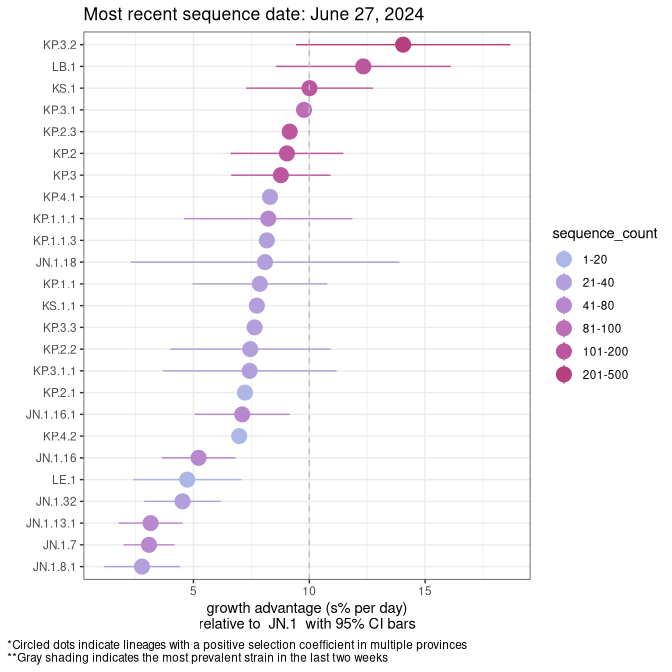 Most recent sequence date: June 27, 2024
KP.3.2
LB.1
KS.1
KP.3.1
KP.2.3
KP.2
KP.3
KP.4.1
KP.1.1.1
KP.1.1.3
JN.1.18
KP.1.1
KS.1.1
KP.3.3
KP.2.2
KP.3.1.1
KP.2.1
JN.1.16.1
KP.4.2
JN.1.16
LE.1
JN.1.32
JN.1.13.1
JN.1.7
JN.1.8.1
5 10 15
growth advantage (s% per day)
relative to JN.1 with 95% CI bars
sequence_count
1-20
21-40
41-80
81-100
101-200
201-500
*Circled dots indicate lineages with a positive selection coefficient in multiple provinces
**Gray shading indicates the most prevalent strain in the last two weeks